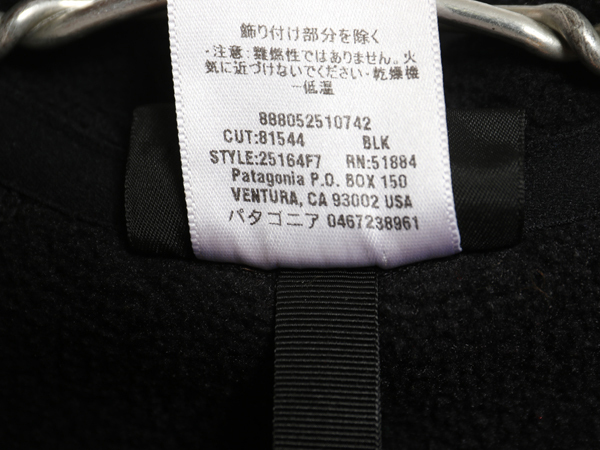 飾り付け部分を除く
・注意：難燃性ではありません。火
気に近づけないでください・乾燥機
一低温
888052510742
CUT:81544 BLK
STYLE:25164F7 RN:51884
Patagonia P.O. BOX 150
VENTURA, CA 93002 USA
パタゴニア 0467238961